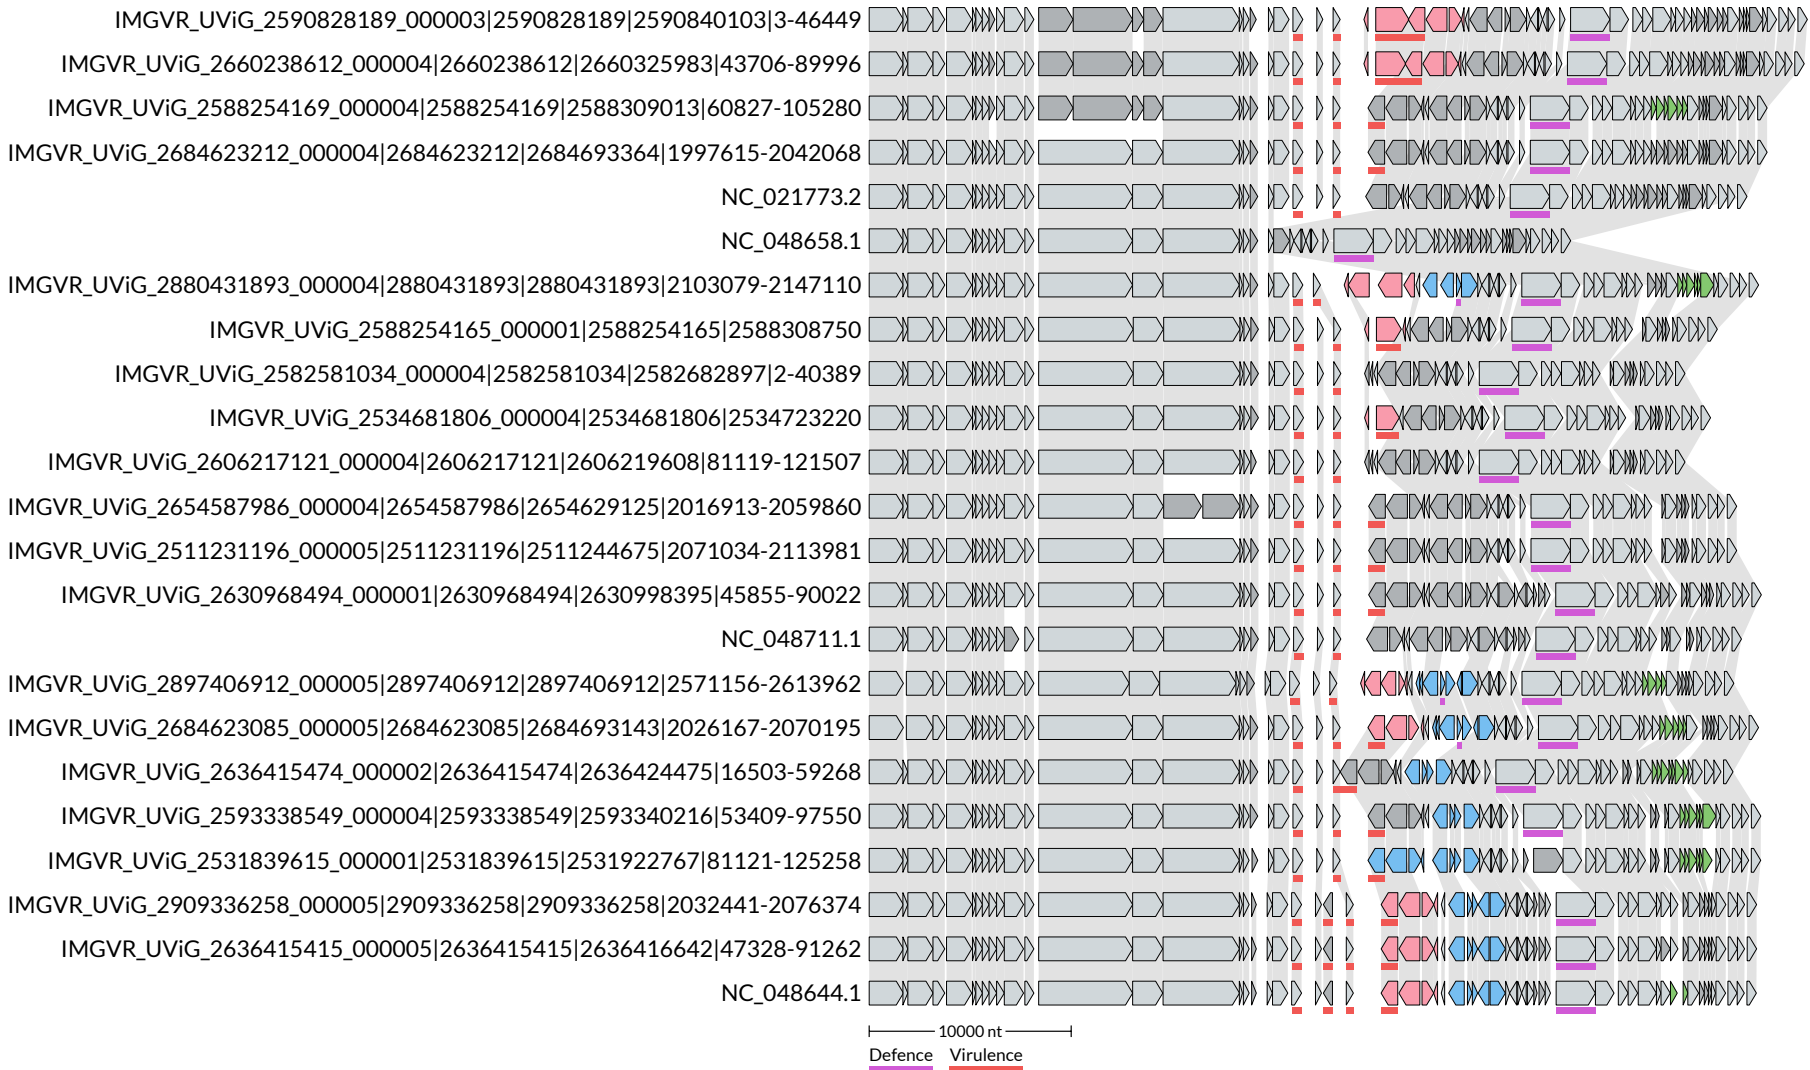 IMGVR_UViG_2590828189_000003|2590828189|2590840103|3-46449
IMGVR_UViG_2660238612_000004|2660238612|2660325983|43706-89996
IMGVR_UViG_2588254169_000004|2588254169|2588309013|60827-105280
IMGVR_UViG_2684623212_000004|2684623212|2684693364|1997615-2042068
NC_021773.2
NC_048658.1
IMGVR_UViG_2880431893_000004|2880431893|2880431893|2103079-2147110
IMGVR_UViG_2588254165_000001|2588254165|2588308750
IMGVR_UViG_2582581034_000004|2582581034|2582682897|2-40389
IMGVR_UViG_2534681806_000004|2534681806|2534723220
IMGVR_UViG_2606217121_000004|2606217121|2606219608|81119-121507
IMGVR_UViG_2654587986_000004|2654587986|2654629125|2016913-2059860
IMGVR_UViG_2511231196_000005|2511231196|2511244675|2071034-2113981
IMGVR_UViG_2630968494_000001|2630968494|2630998395|45855-90022
NC_048711.1
IMGVR_UViG_2897406912_000005|2897406912|2897406912|2571156-2613962
IMGVR_UViG_2684623085_000005|2684623085|2684693143|2026167-2070195
IMGVR_UViG_2636415474_000002|2636415474|2636424475|16503-59268
IMGVR_UViG_2593338549_000004|2593338549|2593340216|53409-97550
IMGVR_UViG_2531839615_000001|2531839615|2531922767|81121-125258
IMGVR_UViG_2909336258_000005|2909336258|2909336258|2032441-2076374
IMGVR_UViG_2636415415_000005|2636415415|2636416642|47328-91262
NC_048644.1
10000 nt
Defence Virulence